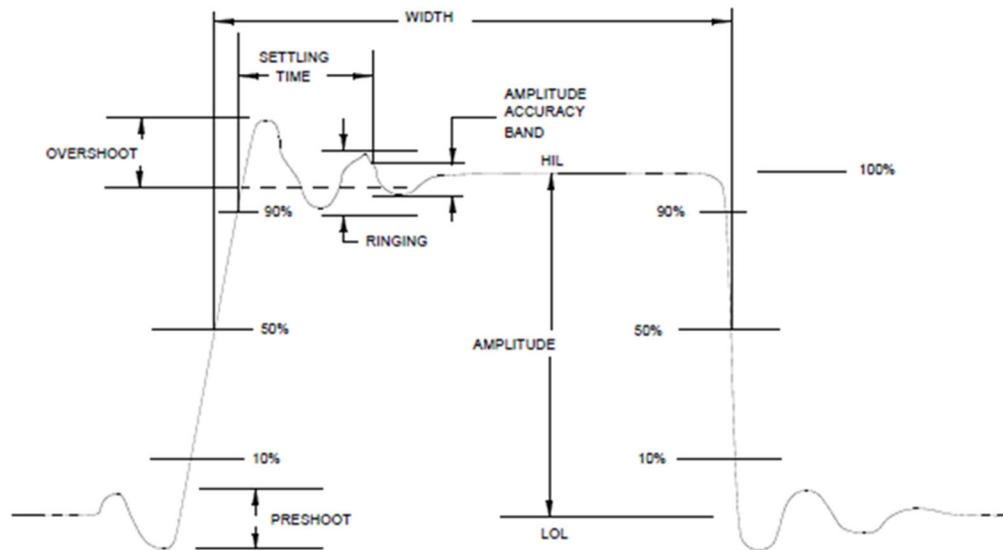 WIDTH
SETTLING
TIME
AMPLITUDE
ACCURACY
BAND
OVERSHOOT
HIL
100%
90%
90%
RINGING
50%
50%
AMPLITUDE
10%
10%
PRESHOOT
LOL